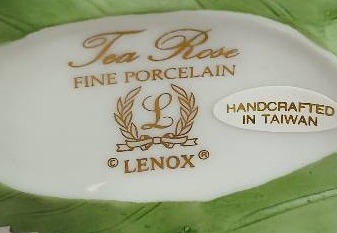 Tea Rose
FINE PORCELAIN
L
© LENOX ®
HANDCRAFTED
IN TAIWAN